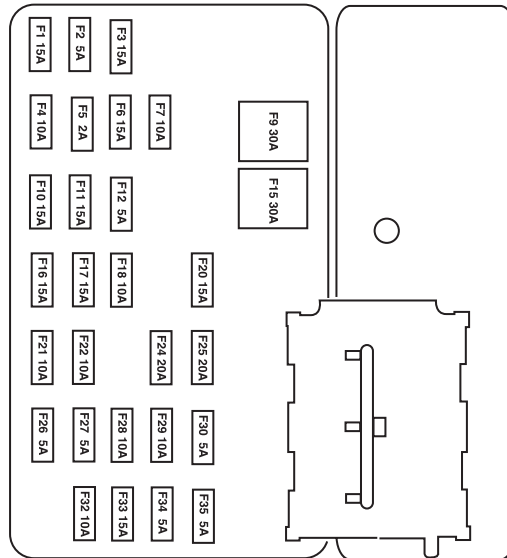 F1 15A
F2 5A
F3 15A
F4 10A
F5 2A
F6 15A
F7 10A
F9 30A
F10 15A
F11 15A
F12 5A
F15 30A
F16 15A
F17 15A
F18 10A
F20 15A
F21 10A
F22 10A
F24 20A
F25 20A
F26 5A
F27 5A
F28 10A
F29 10A
F30 5A
F32 10A
F33 15A
F34 5A
F35 5A